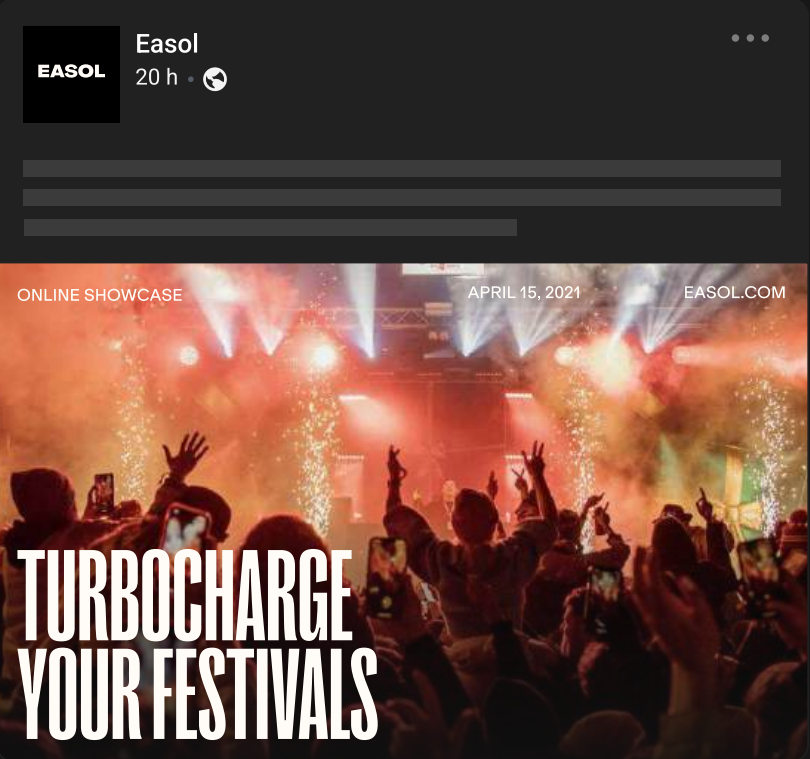 EASOL
Easol
20 h
ONLINE SHOWCASE
APRIL 15, 2021
EASOL.COM
TURBOCHARGE
YOUR FESTIVALS